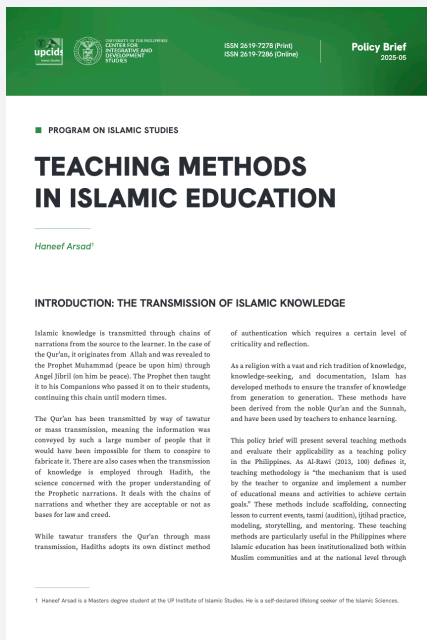 upcids
Islamic Studies
UNIVERSITY OF THE PHILIPPINES
CENTER FOR
INTEGRATIVE AND
DEVELOPMENT
STUDIES
ISSN 2619-7278 (Print)
ISSN 2619-7286 (Online)
Policy Brief
2025-05
PROGRAM ON ISLAMIC STUDIES
TEACHING METHODS
IN ISLAMIC EDUCATION
Haneef Arsad¹
INTRODUCTION: THE TRANSMISSION OF ISLAMIC KNOWLEDGE
Islamic knowledge is transmitted through chains of
narrations from the source to the learner. In the case of
the Qur’an, it originates from Allah and was revealed to
the Prophet Muhammad (peace be upon him) through
Angel Jibril (on him be peace). The Prophet then taught
it to his Companions who passed it on to their students,
continuing this chain until modern times.
The Qur’an has been transmitted by way of tawatur
or mass transmission, meaning the information was
conveyed by such a large number of people that it
would have been impossible for them to conspire to
fabricate it. There are also cases when the transmission
of knowledge is employed through Hadith, the
science concerned with the proper understanding of
the Prophetic narrations. It deals with the chains of
narrations and whether they are acceptable or not as
bases for law and creed.
While tawatur transfers the Qur’an through mass
transmission, Hadiths adopts its own distinct method
of authentication which requires a certain level of
criticality and reflection.
As a religion with a vast and rich tradition of knowledge,
knowledge-seeking, and documentation, Islam has
developed methods to ensure the transfer of knowledge
from generation to generation. These methods have
been derived from the noble Qur’an and the Sunnah,
and have been used by teachers to enhance learning.
This policy brief will present several teaching methods
and evaluate their applicability as a teaching policy
in the Philippines. As Al-Rawi (2013, 100) defines it,
teaching methodology is “the mechanism that is used
by the teacher to organize and implement a number
of educational means and activities to achieve certain
goals.” These methods include scaffolding, connecting
lesson to current events, tasmi (audition), ijtihad practice,
modeling, storytelling, and mentoring. These teaching
methods are particularly useful in the Philippines where
Islamic education has been institutionalized both within
Muslim communities and at the national level through
1 Haneef Arsad is a Masters degree student at the UP Institute of Islamic Studies. He is a self-declared lifelong seeker of the Islamic Sciences.